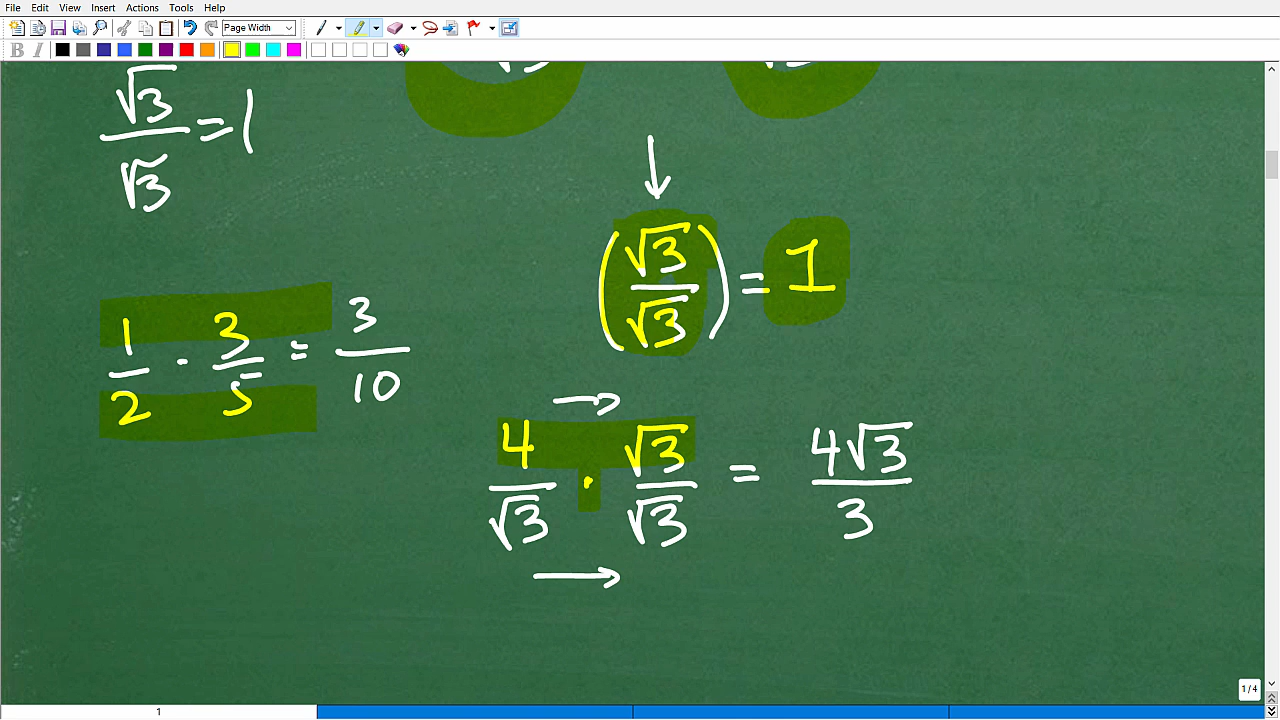 File Edit View Insert Actions Tools Help
Page Width
B I
√3/√3 = 1
(√3/√3) = 1
1/2 · 3/5 = 3/10
4/√3 · √3/√3 = 4√3/3
1/4
1